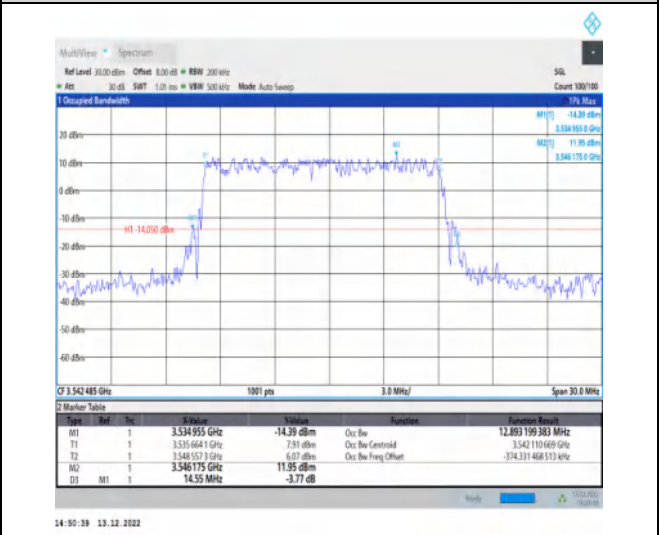 MultiView Spectrum
Ref Level 30.00 dBm Offset 8.00 dB RBW 200 kHz SGL
Att 30 dB SWT 1.01 ms VBW 500 kHz Mode Auto Sweep Count 100/100
1 Occupied Bandwidth 1Pk Max
M1[1] -14.39 dBm
3.534 955 0 GHz
M2[1] 11.95 dBm
3.546 175 0 GHz
20 dBm
M2
10 dBm
0 dBm
-10 dBm
H1 -14.050 dBm
-20 dBm
-30 dBm
-40 dBm
-50 dBm
-60 dBm
CF 3.542 485 GHz 1001 pts 3.0 MHz/ Span 30.0 MHz
2 Marker Table
Type Ref Trc X-Value Y-Value Function Function Result
M1 1 3.534 955 GHz -14.39 dBm Occ Bw 12.893 199 383 MHz
T1 1 3.535 664 1 GHz 7.91 dBm Occ Bw Centroid 3.542 110 669 GHz
T2 1 3.548 557 3 GHz 6.07 dBm Occ Bw Freq Offset -374.331 468 513 kHz
M2 1 3.546 175 GHz 11.95 dBm
D3 M1 1 14.55 MHz -3.77 dB
Ready
14:50:39 13.12.2022